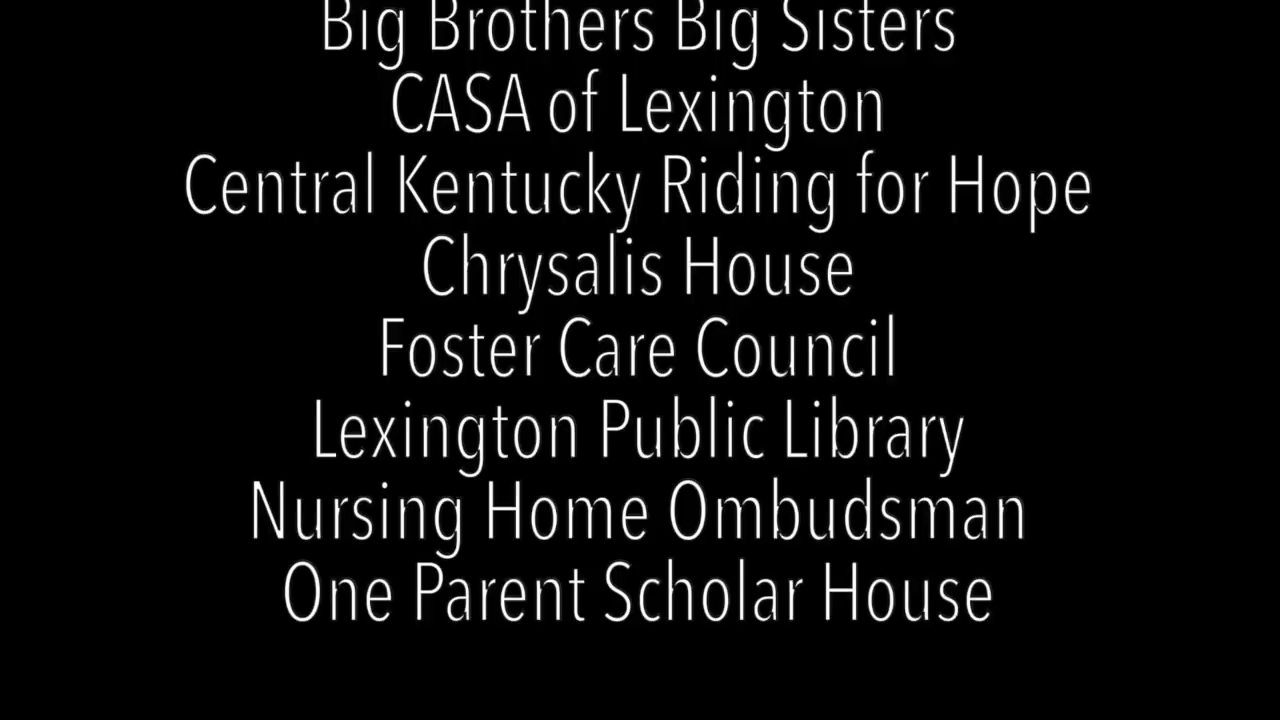 Big Brothers Big Sisters
CASA of Lexington
Central Kentucky Riding for Hope
Chrysalis House
Foster Care Council
Lexington Public Library
Nursing Home Ombudsman
One Parent Scholar House